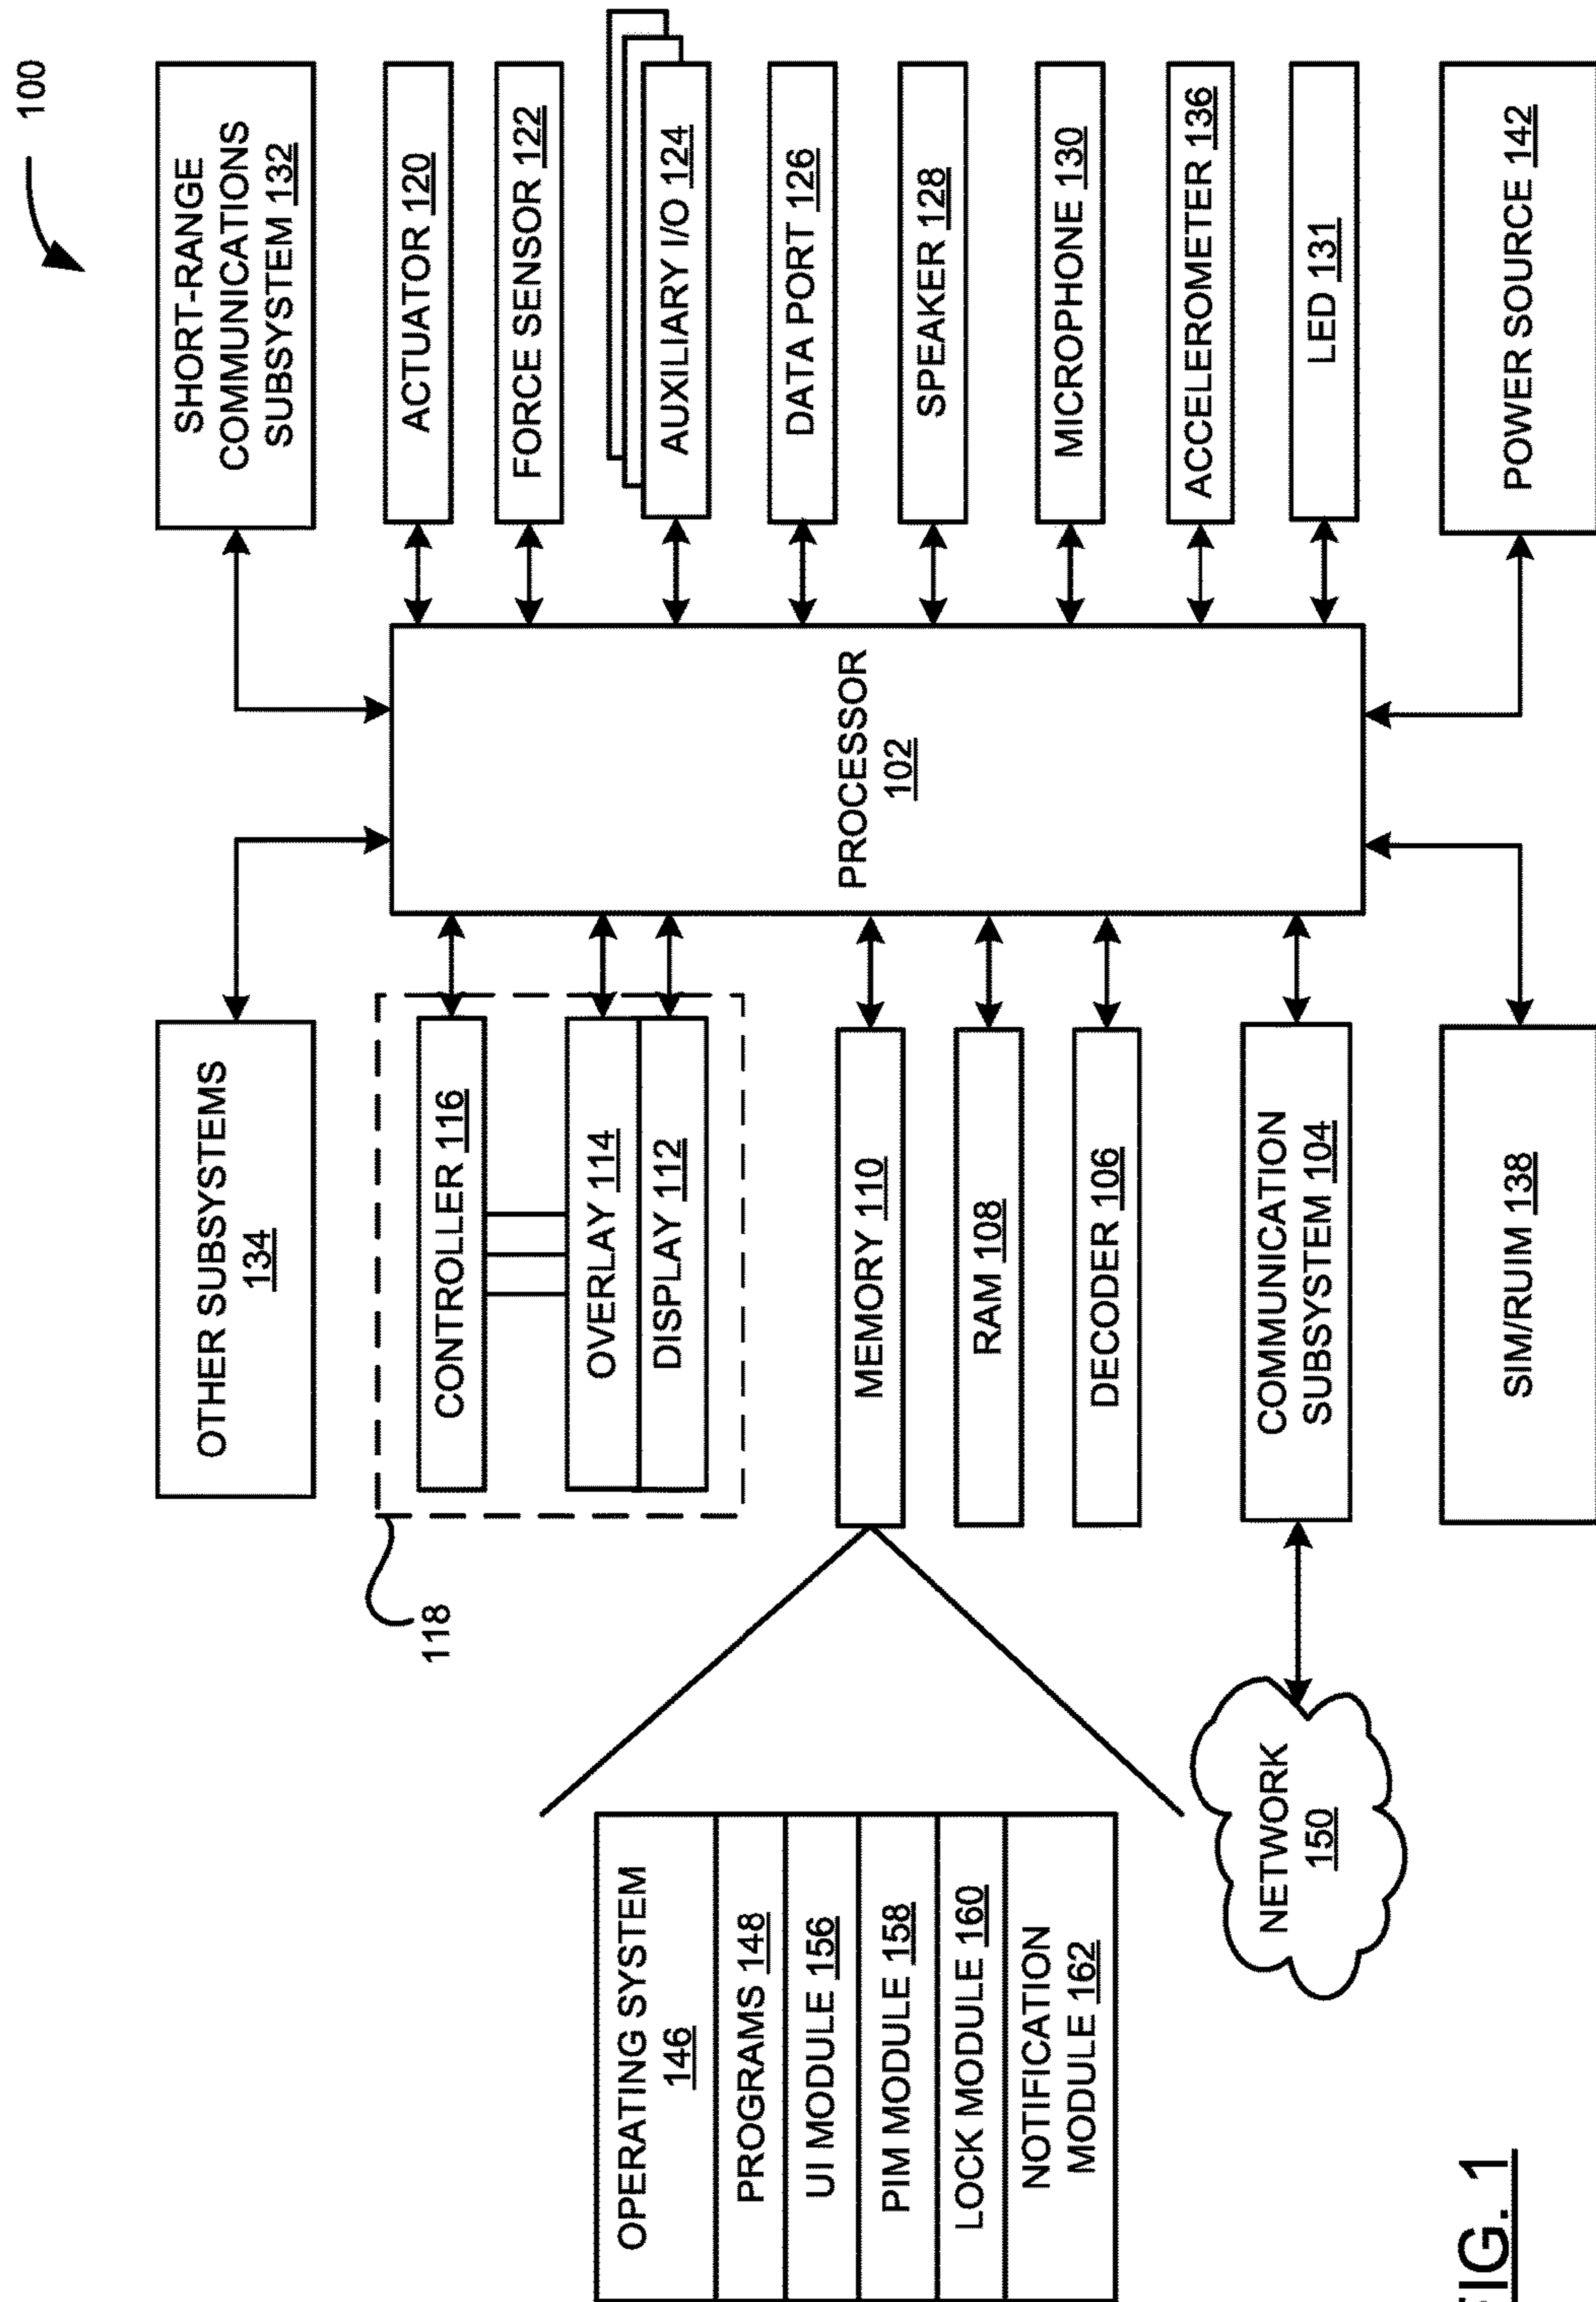 100
OTHER SUBSYSTEMS
134
SHORT-RANGE
COMMUNICATIONS
SUBSYSTEM 132
118
CONTROLLER 116
OVERLAY 114
DISPLAY 112
PROCESSOR
102
ACTUATOR 120
FORCE SENSOR 122
AUXILIARY I/O 124
DATA PORT 126
SPEAKER 128
MICROPHONE 130
ACCELEROMETER 136
LED 131
OPERATING SYSTEM
146
PROGRAMS 148
UI MODULE 156
PIM MODULE 158
LOCK MODULE 160
NOTIFICATION
MODULE 162
MEMORY 110
RAM 108
DECODER 106
COMMUNICATION
SUBSYSTEM 104
NETWORK
150
SIM/RUIM 138
POWER SOURCE 142
FIG. 1